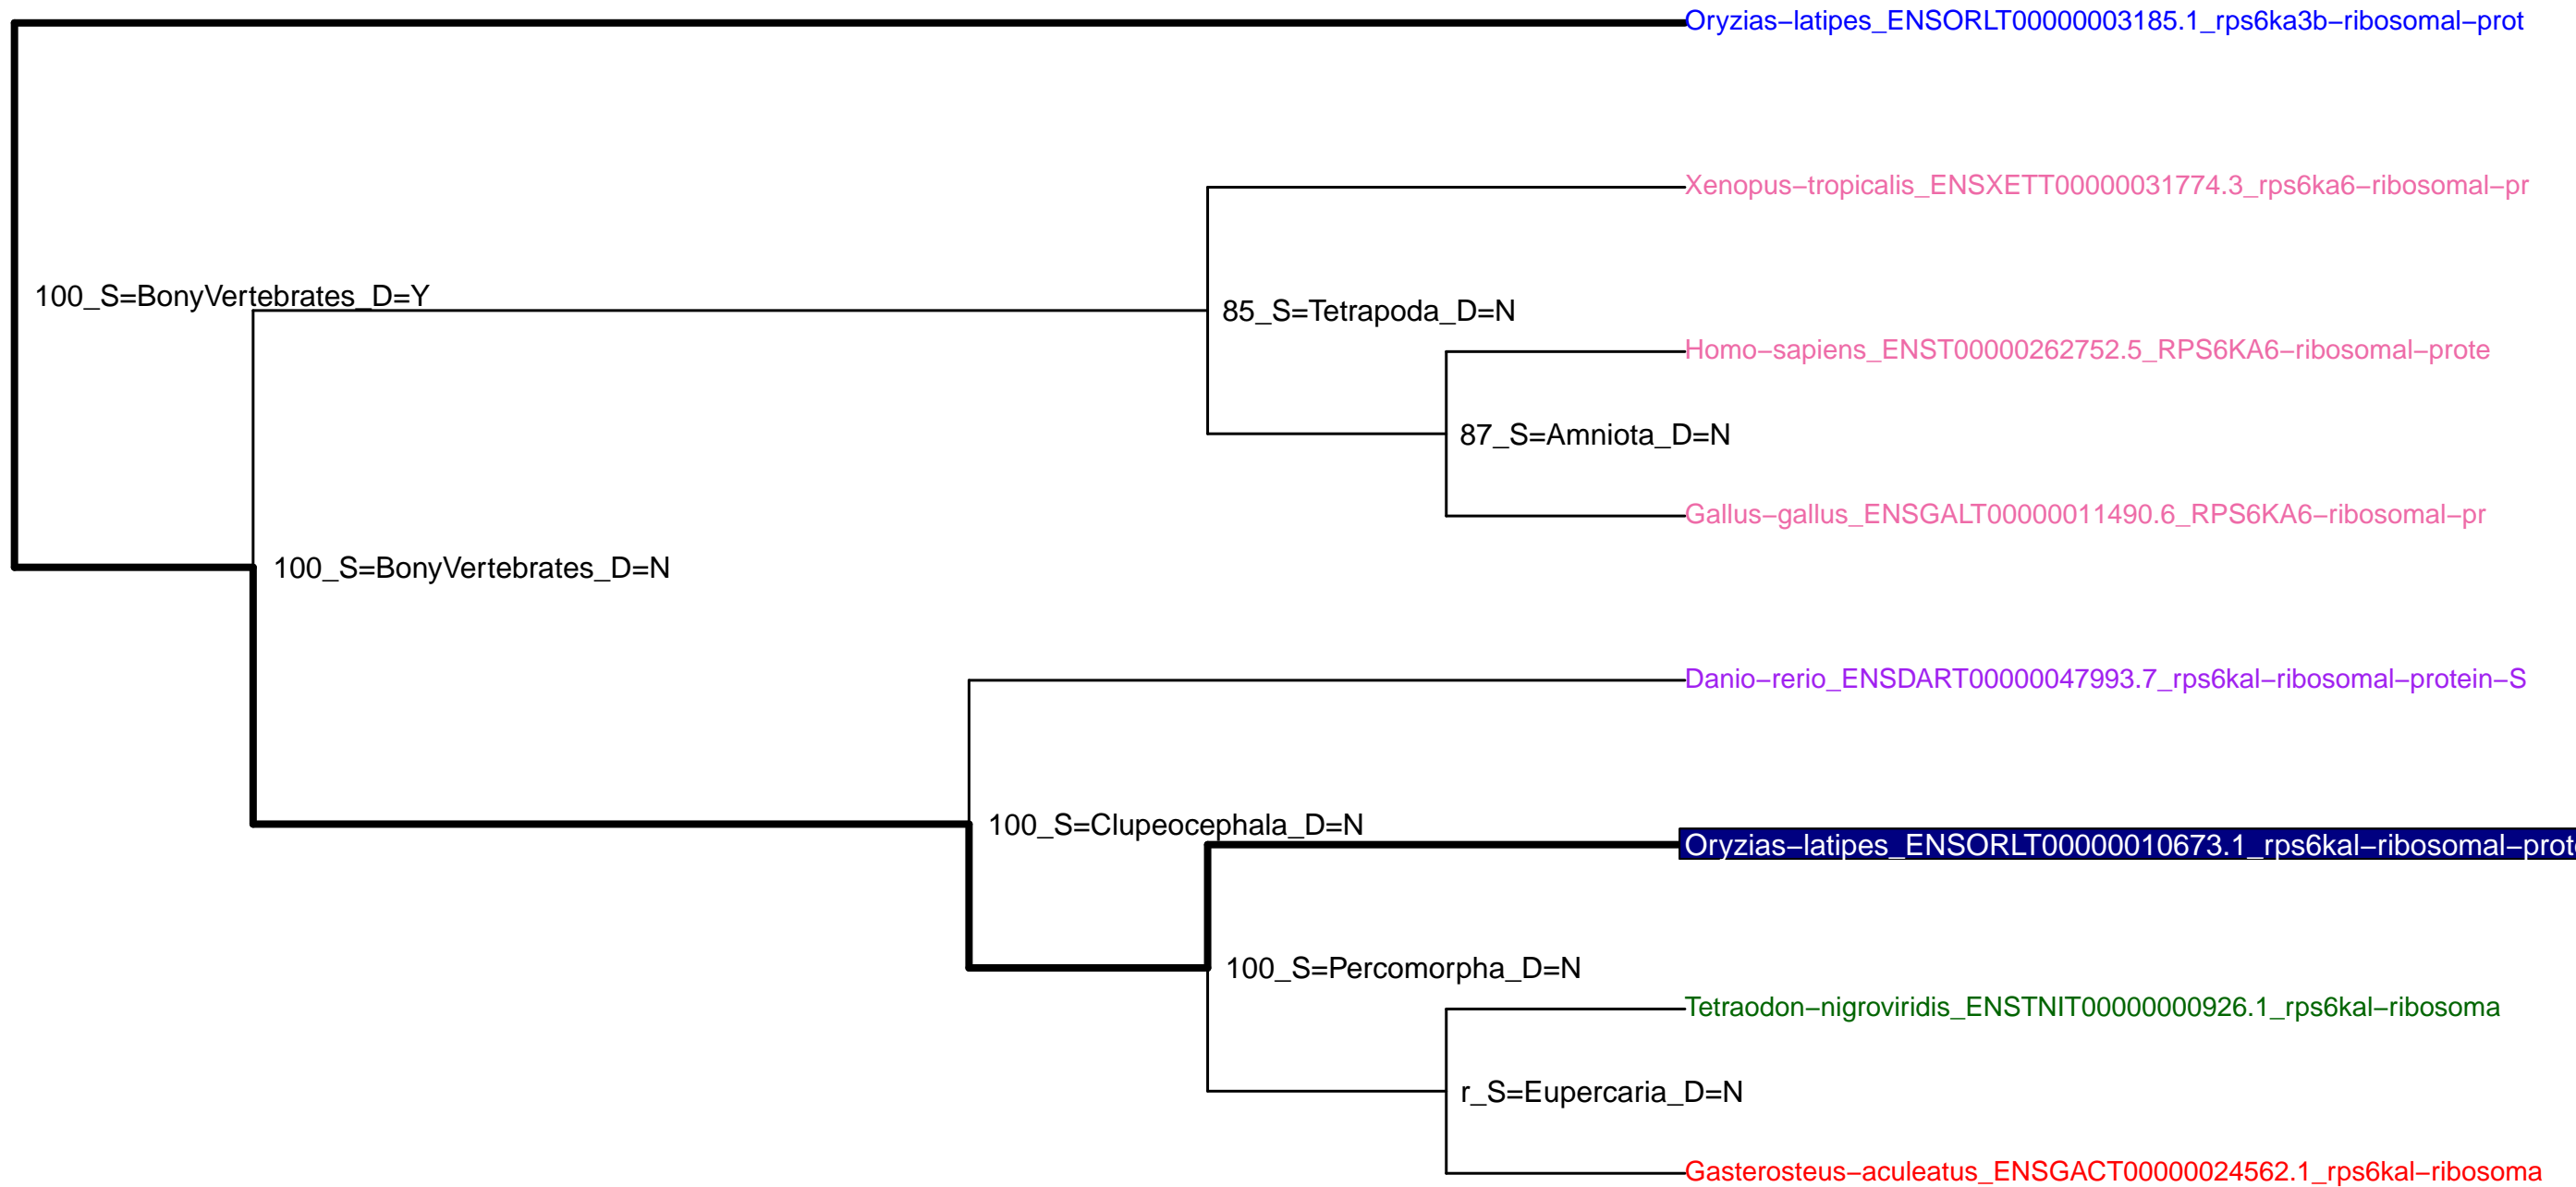 Oryzias−latipes_ENSORLT00000003185.1_rps6ka3b−ribosomal−prot
Xenopus−tropicalis_ENSXETT00000031774.3_rps6ka6−ribosomal−pr
100_S=BonyVertebrates_D=Y
85_S=Tetrapoda_D=N
Homo−sapiens_ENST00000262752.5_RPS6KA6−ribosomal−prote
87_S=Amniota_D=N
Gallus−gallus_ENSGALT00000011490.6_RPS6KA6−ribosomal−pr
100_S=BonyVertebrates_D=N
Danio−rerio_ENSDART00000047993.7_rps6kal−ribosomal−protein−S
100_S=Clupeocephala_D=N
Oryzias−latipes_ENSORLT00000010673.1_rps6kal−ribosomal−prote
100_S=Percomorpha_D=N
Tetraodon−nigroviridis_ENSTNIT00000000926.1_rps6kal−ribosoma
r_S=Eupercaria_D=N
Gasterosteus−aculeatus_ENSGACT00000024562.1_rps6kal−ribosoma